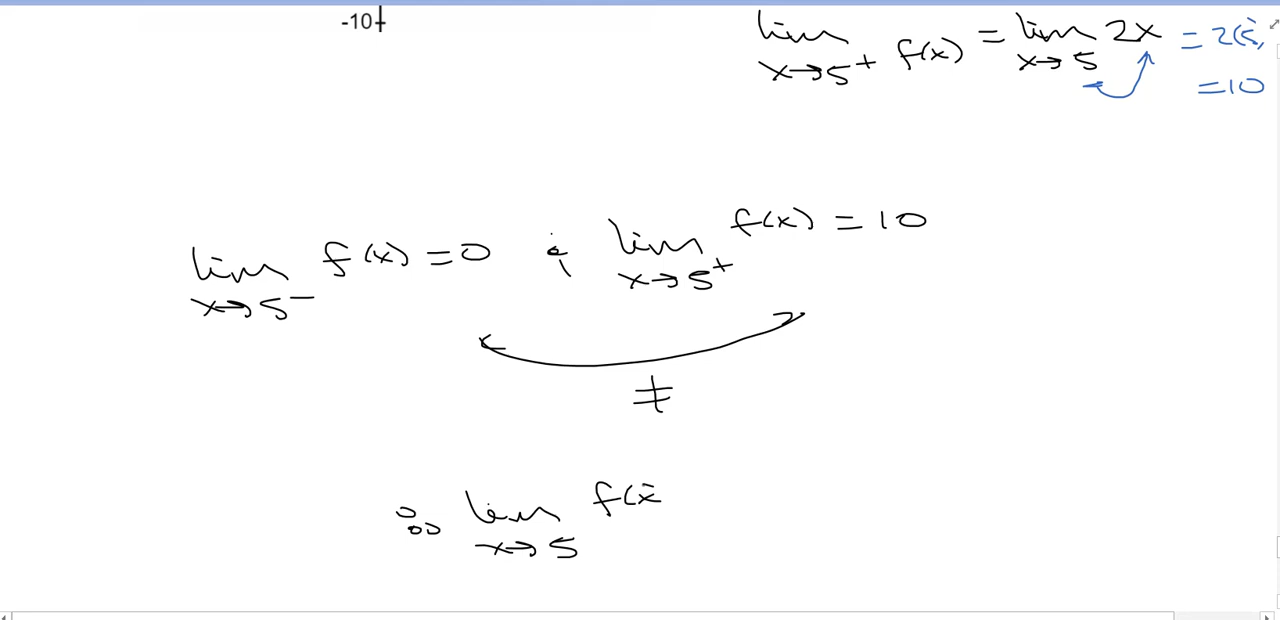 -10
lim x→5⁺ f(x) = lim x→5 2x = 2(5)
= 10
lim x→5⁻ f(x) = 0 & lim x→5⁺ f(x) = 10
≠
∴ lim x→5 f(x